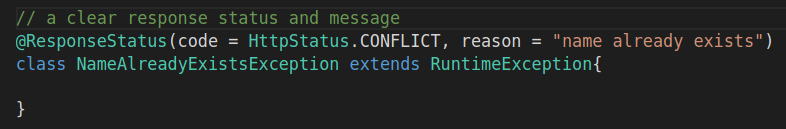 // a clear response status and message
@ResponseStatus(code = HttpStatus.CONFLICT, reason = "name already exists")
class NameAlreadyExistsException extends RuntimeException{
}